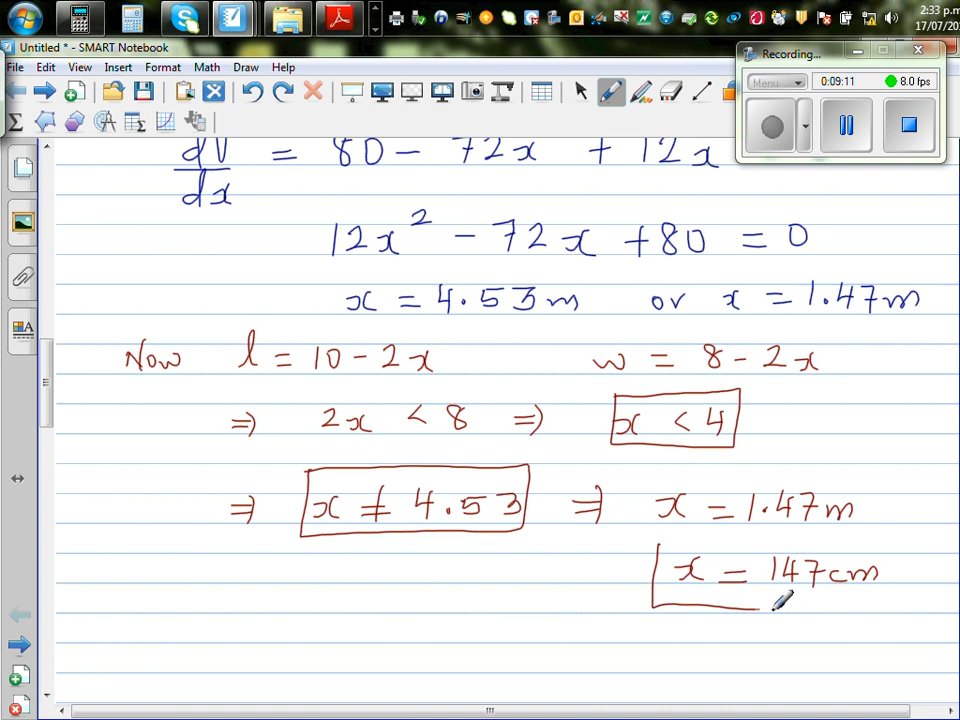 2:33 p.m
17/07/20
Untitled * - SMART Notebook
Recording...
File Edit View Insert Format Math Draw Help
Menu
0:09:11
8.0 fps
dV/dx = 80 - 72x + 12x
12x² - 72x + 80 = 0
x = 4.53m or x = 1.47m
Now l = 10 - 2x w = 8 - 2x
⇒ 2x < 8 ⇒ x < 4
⇒ x ≠ 4.53 ⇒ x = 1.47m
x = 147cm